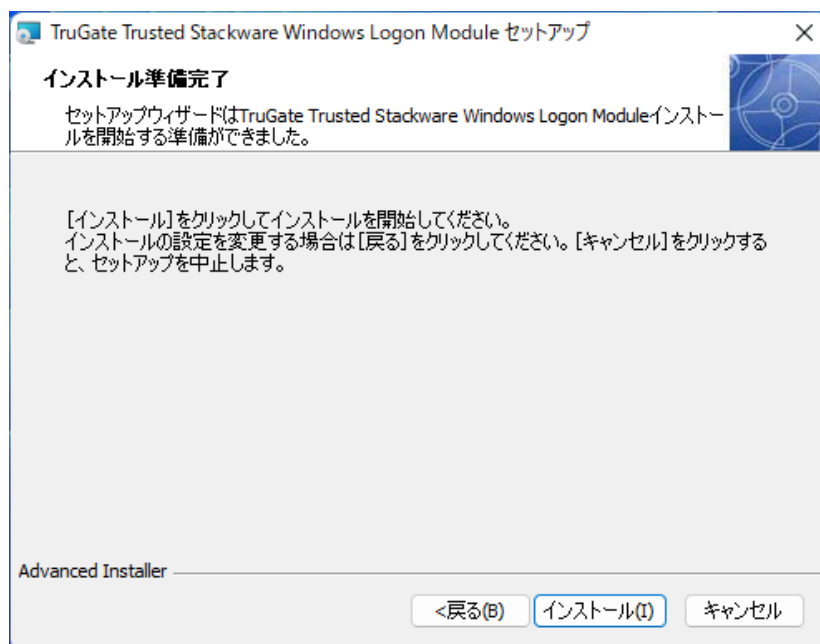 TruGate Trusted Stackware Windows Logon Module セットアップ
インストール準備完了
セットアップウィザードはTruGate Trusted Stackware Windows Logon Moduleインストー
ルを開始する準備ができました。
[インストール]をクリックしてインストールを開始してください。
インストールの設定を変更する場合は[戻る]をクリックしてください。[キャンセル]をクリックする
と、セットアップを中止します。
Advanced Installer
<戻る(B) インストール(I) キャンセル